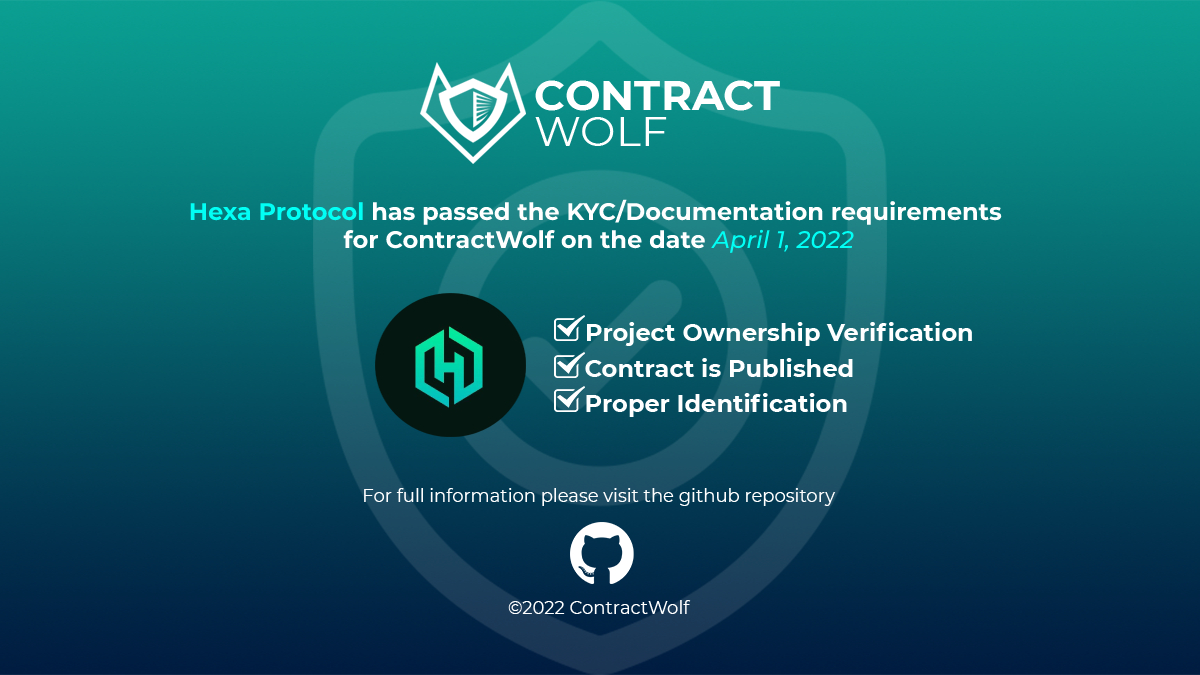 CONTRACT
WOLF
Hexa Protocol has passed the KYC/Documentation requirements
for ContractWolf on the date April 1, 2022
Project Ownership Verification
Contract is Published
Proper Identification
For full information please visit the github repository
©2022 ContractWolf